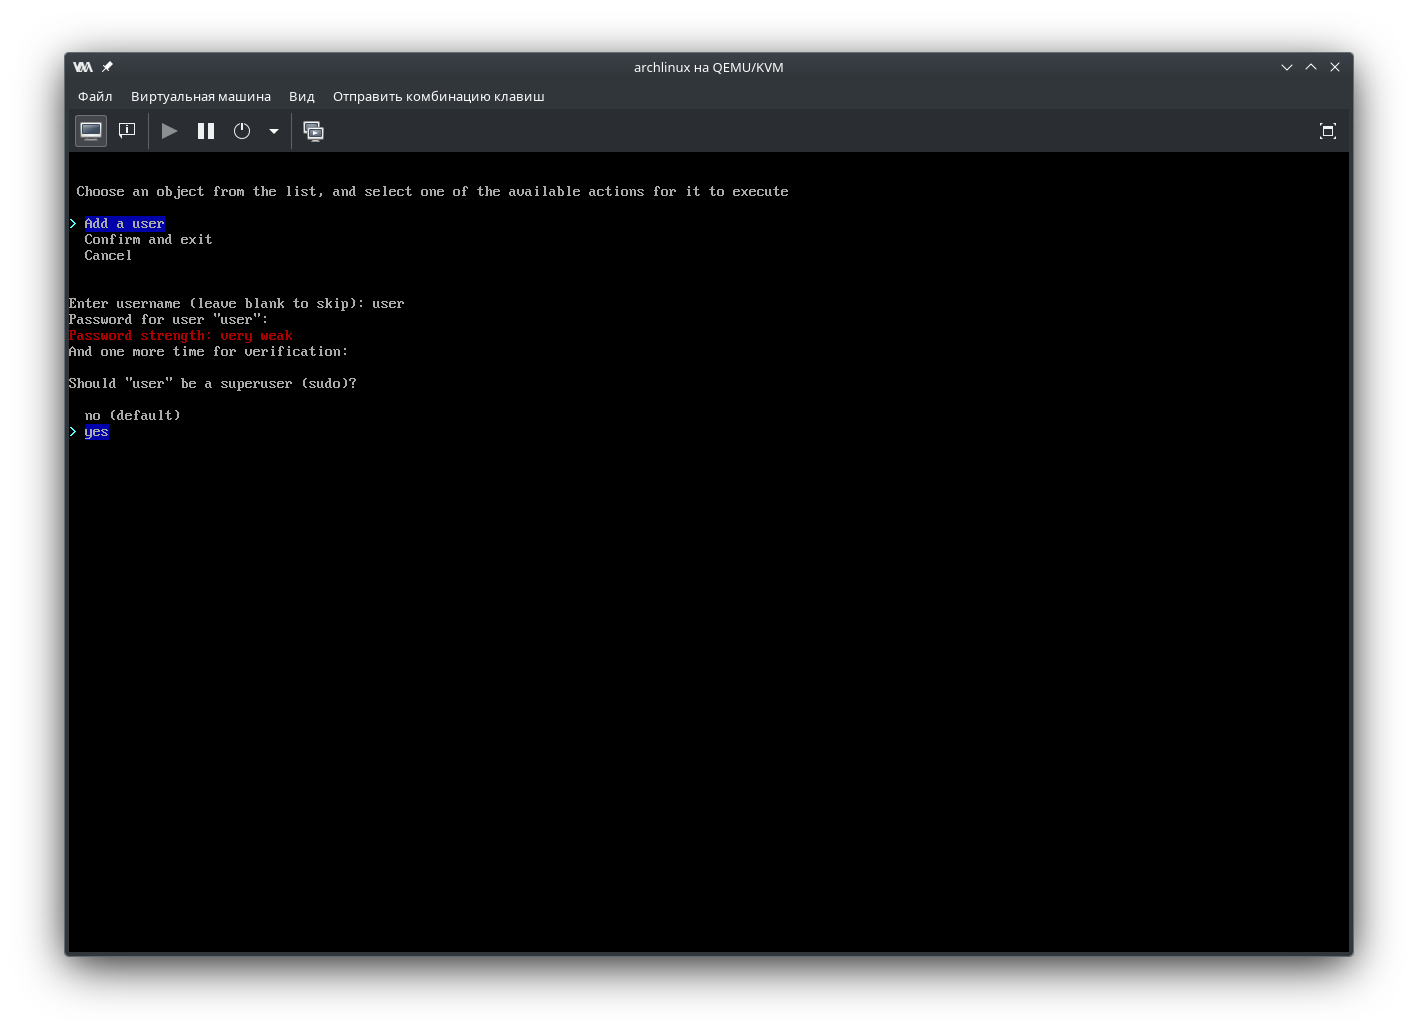 archlinux на QEMU/KVM
Файл Виртуальная машина Вид Отправить комбинацию клавиш
Choose an object from the list, and select one of the available actions for it to execute
> Add a user
Confirm and exit
Cancel
Enter username (leave blank to skip): user
Password for user "user":
Password strength: very weak
And one more time for verification:
Should "user" be a superuser (sudo)?
no (default)
> yes